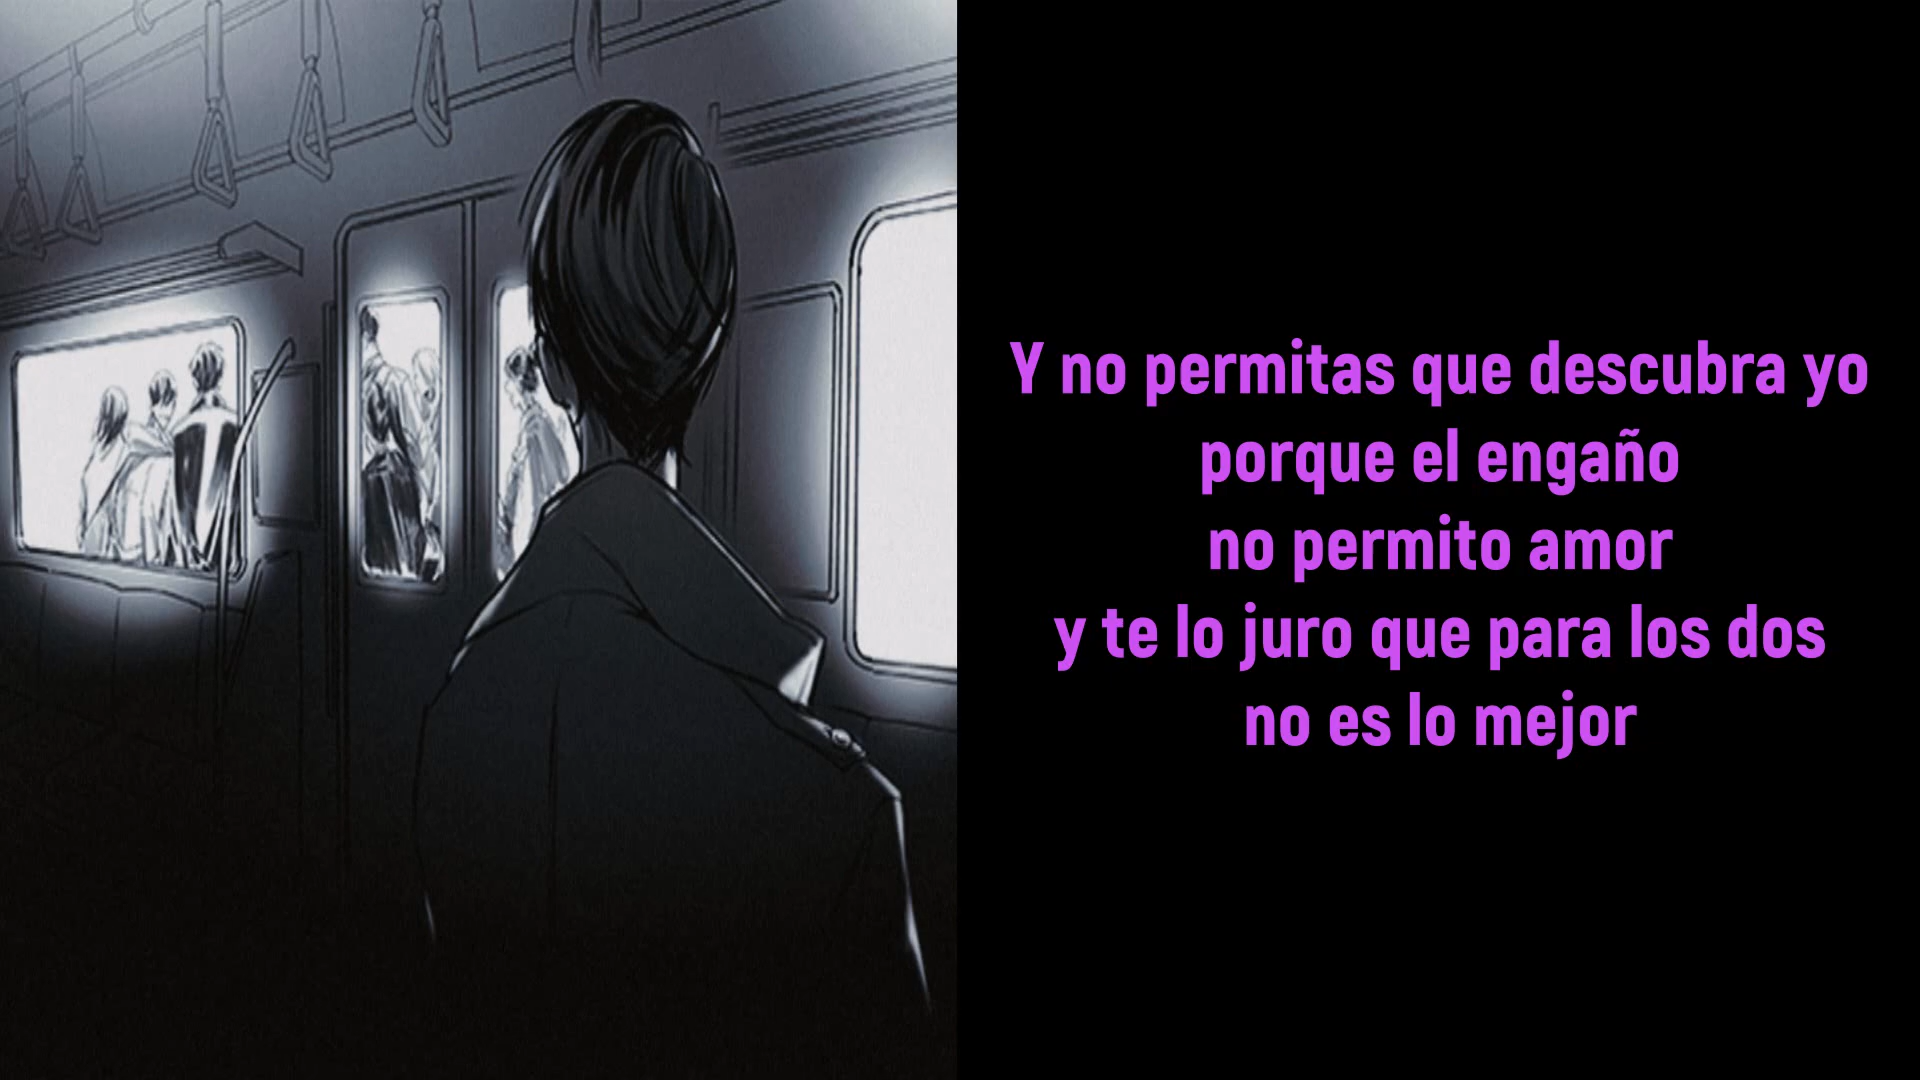 Y no permitas que descubra yo
porque el engaño
no permito amor
y te lo juro que para los dos
no es lo mejor